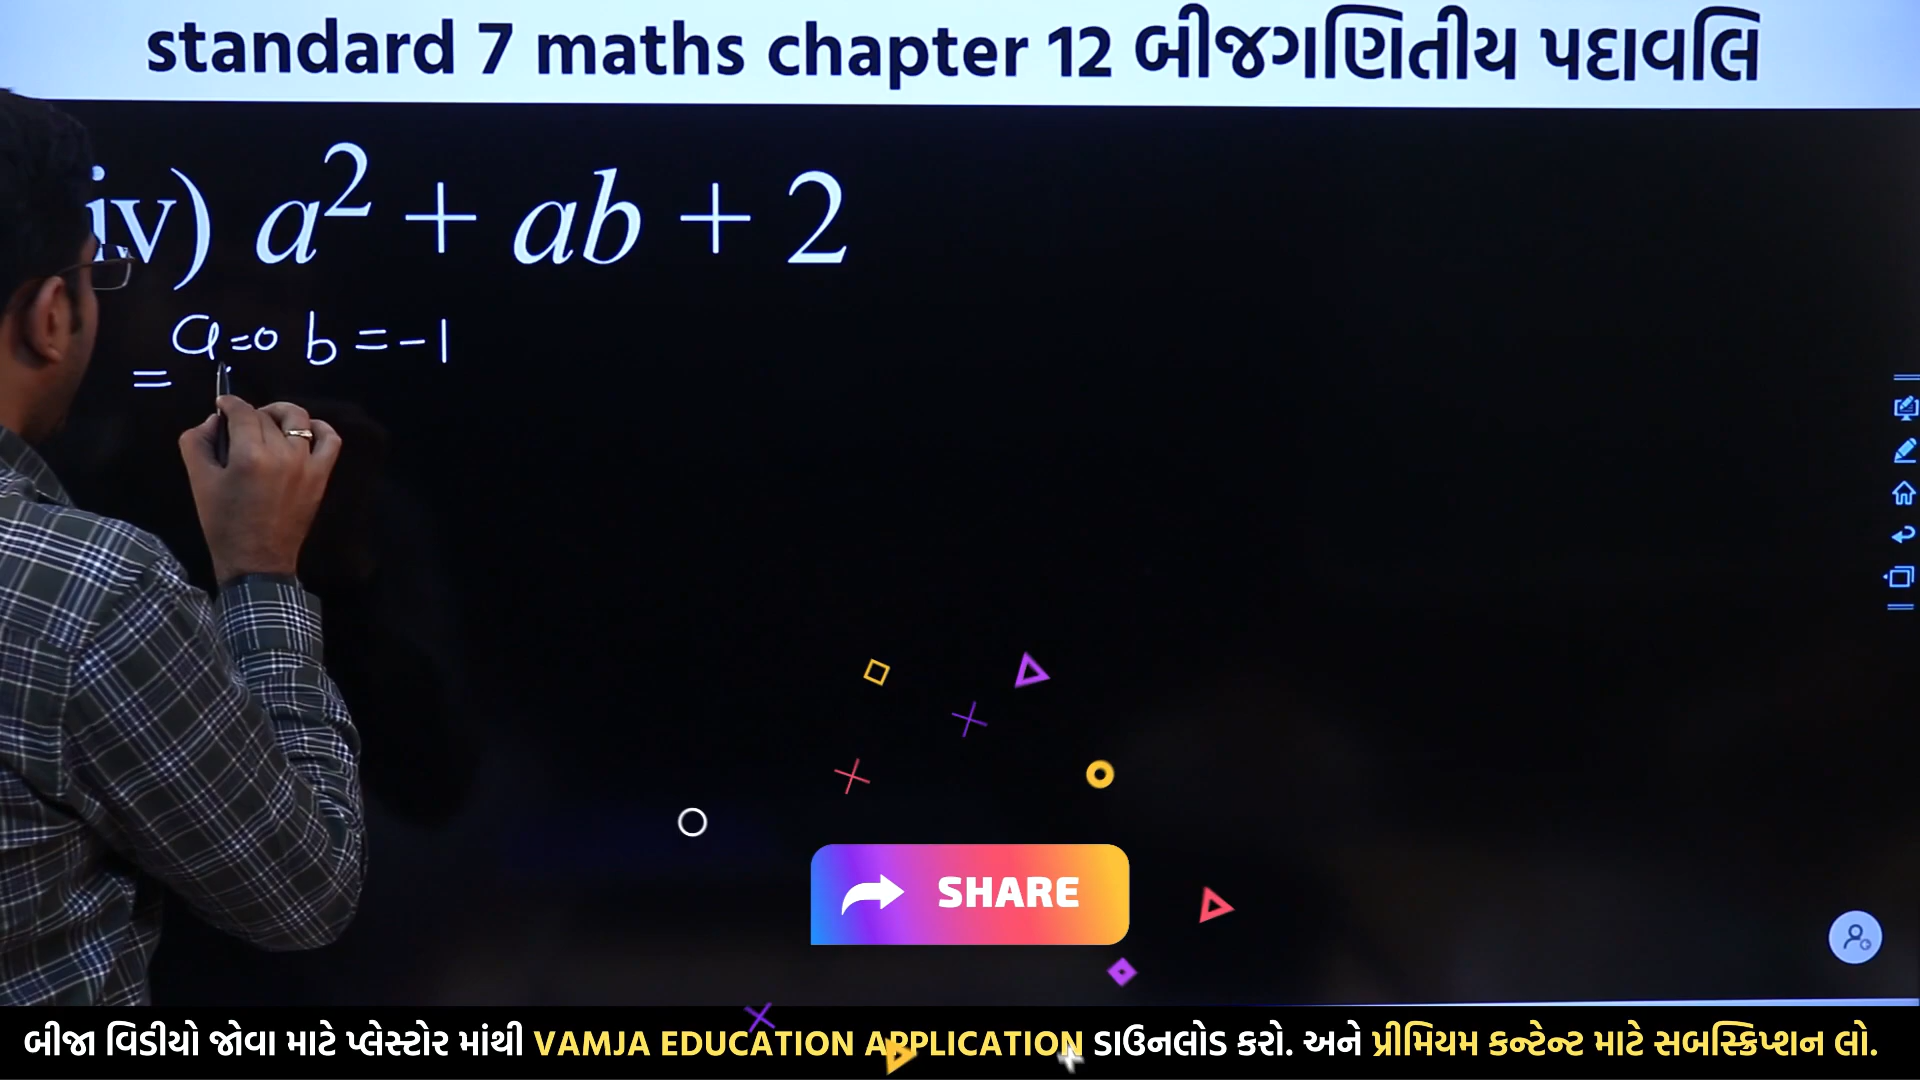 standard 7 maths chapter 12 બીજગણિતીય પદાવલિ
iv) a² + ab + 2
a=0 b = -1
=
SHARE
બીજા વિડીયો જોવા માટે પ્લેસ્ટોર માંથી VAMJA EDUCATION APPLICATION ડાઉનલોડ કરો. અને પ્રીમિયમ કન્ટેન્ટ માટે સબસ્ક્રિપ્શન લો.